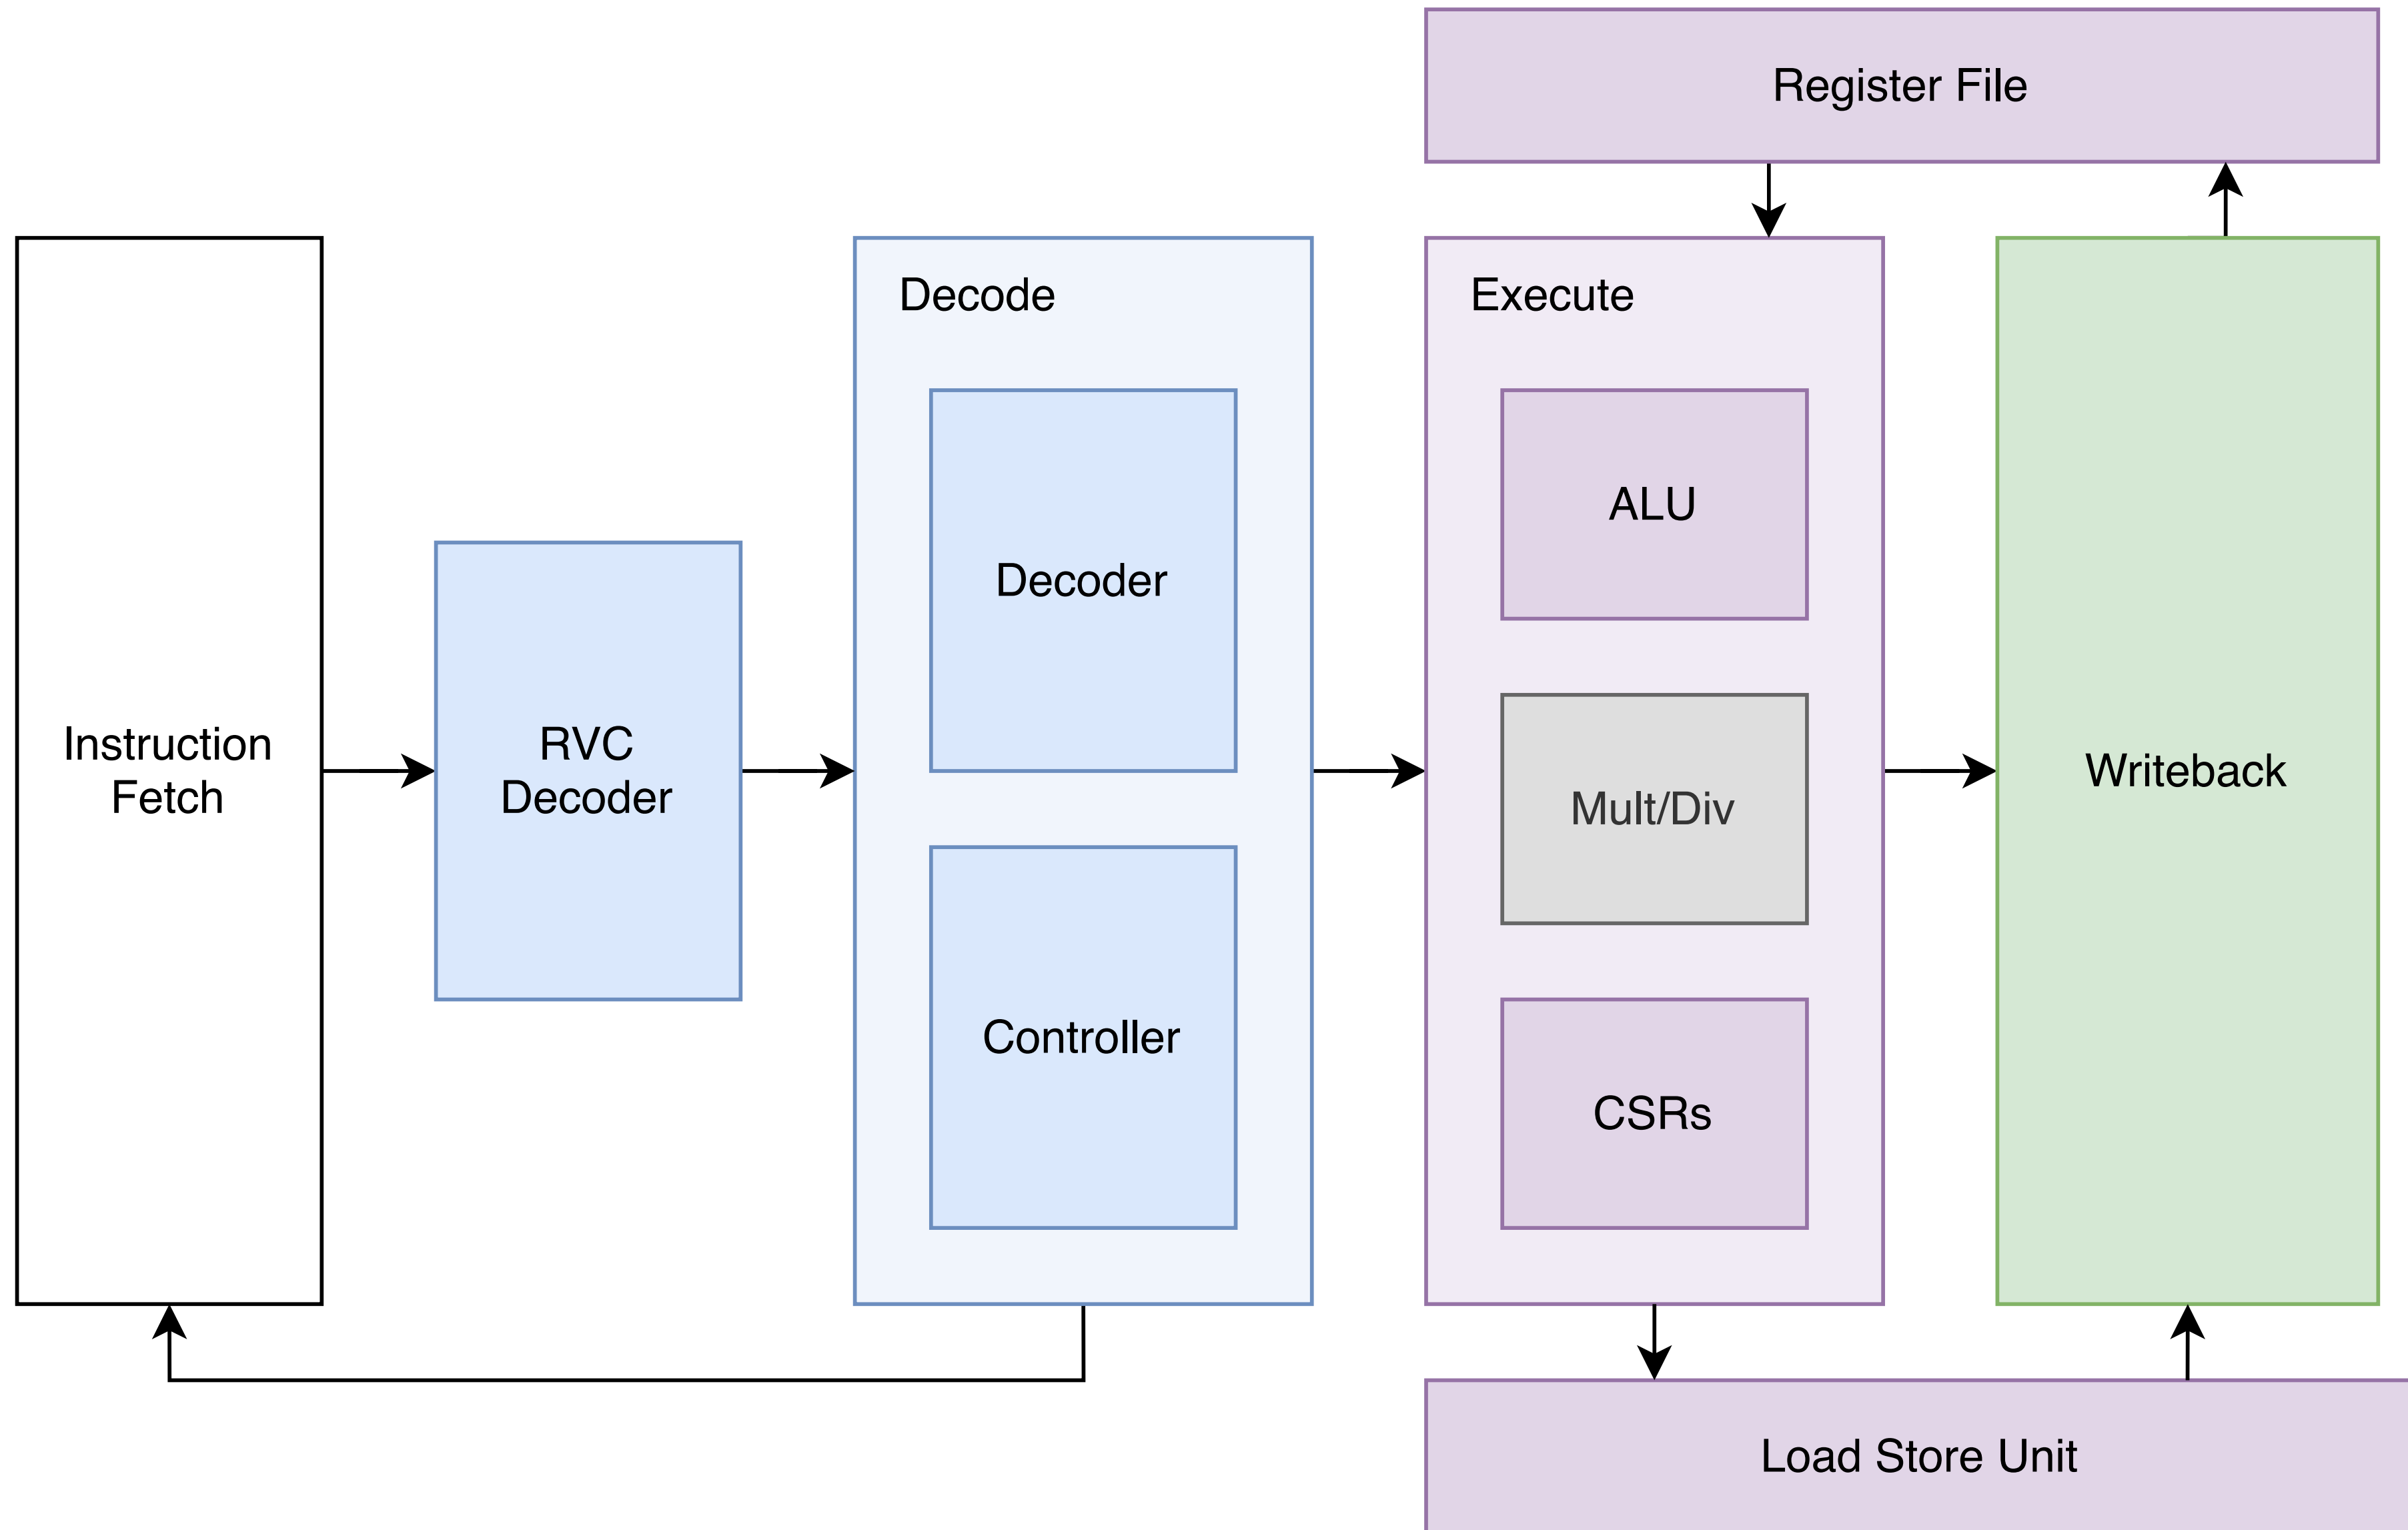 Register File
Decode
Execute
ALU
Decoder
Instruction
Fetch
RVC
Decoder
Mult/Div
Writeback
Controller
CSRs
Load Store Unit